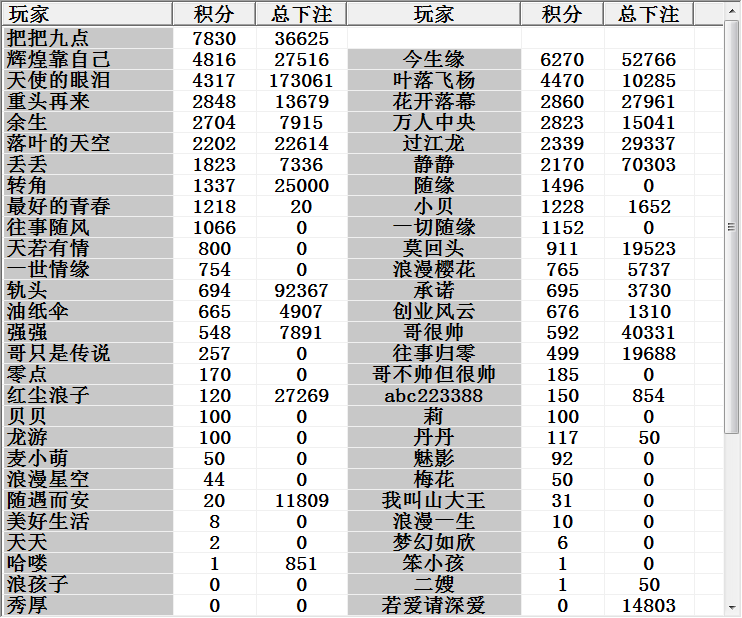 玩家 积分 总下注 玩家 积分 总下注
把把九点 7830 36625
辉煌靠自己 4816 27516 今生缘 6270 52766
天使的眼泪 4317 173061 叶落飞杨 4470 10285
重头再来 2848 13679 花开落幕 2860 27961
余生 2704 7915 万人中央 2823 15041
落叶的天空 2202 22614 过江龙 2339 29337
丢丢 1823 7336 静静 2170 70303
转角 1337 25000 随缘 1496 0
最好的青春 1218 20 小贝 1228 1652
往事随风 1066 0 一切随缘 1152 0
天若有情 800 0 莫回头 911 19523
一世情缘 754 0 浪漫樱花 765 5737
轨头 694 92367 承诺 695 3730
油纸伞 665 4907 创业风云 676 1310
强强 548 7891 哥很帅 592 40331
哥只是传说 257 0 往事归零 499 19688
零点 170 0 哥不帅但很帅 185 0
红尘浪子 120 27269 abc223388 150 854
贝贝 100 0 莉 100 0
龙游 100 0 丹丹 117 50
麦小萌 50 0 魅影 92 0
浪漫星空 44 0 梅花 50 0
随遇而安 20 11809 我叫山大王 31 0
美好生活 8 0 浪漫一生 10 0
天天 2 0 梦幻如欣 6 0
哈喽 1 851 笨小孩 1 0
浪孩子 0 0 二嫂 1 50
秀厚 0 0 若爱请深爱 0 14803